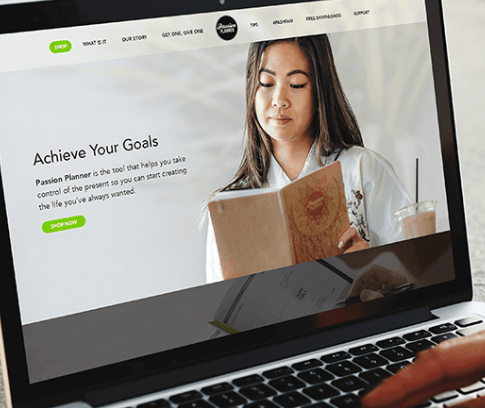 SHOP WHAT IS IT OUR STORY GET ONE, GIVE ONE Passion PLANNER TIPS #PASHFAM FREE DOWNLOADS SUPPORT
Achieve Your Goals
Passion Planner is the tool that helps you take
control of the present so you can start creating
the life you've always wanted.
SHOP NOW